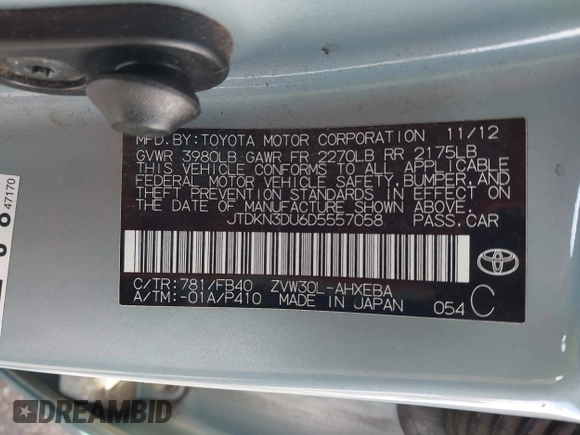 MFD.BY:TOYOTA MOTOR CORPORATION 11/12
GVWR 3980LB GAWR FR 2270LB RR 2175LB
THIS VEHICLE CONFORMS TO ALL APPLICABLE
FEDERAL MOTOR VEHICLE SAFETY, BUMPER, AND
THEFT PREVENTION STANDARDS IN EFFECT ON
THE DATE OF MANUFACTURE SHOWN ABOVE.
JTDKN3DU6D5557058 PASS.CAR
C/TR:781/FB40 ZVW30L-AHXEBA
A/TM:-01A/P410 MADE IN JAPAN 054 C
47170
DREAMBID